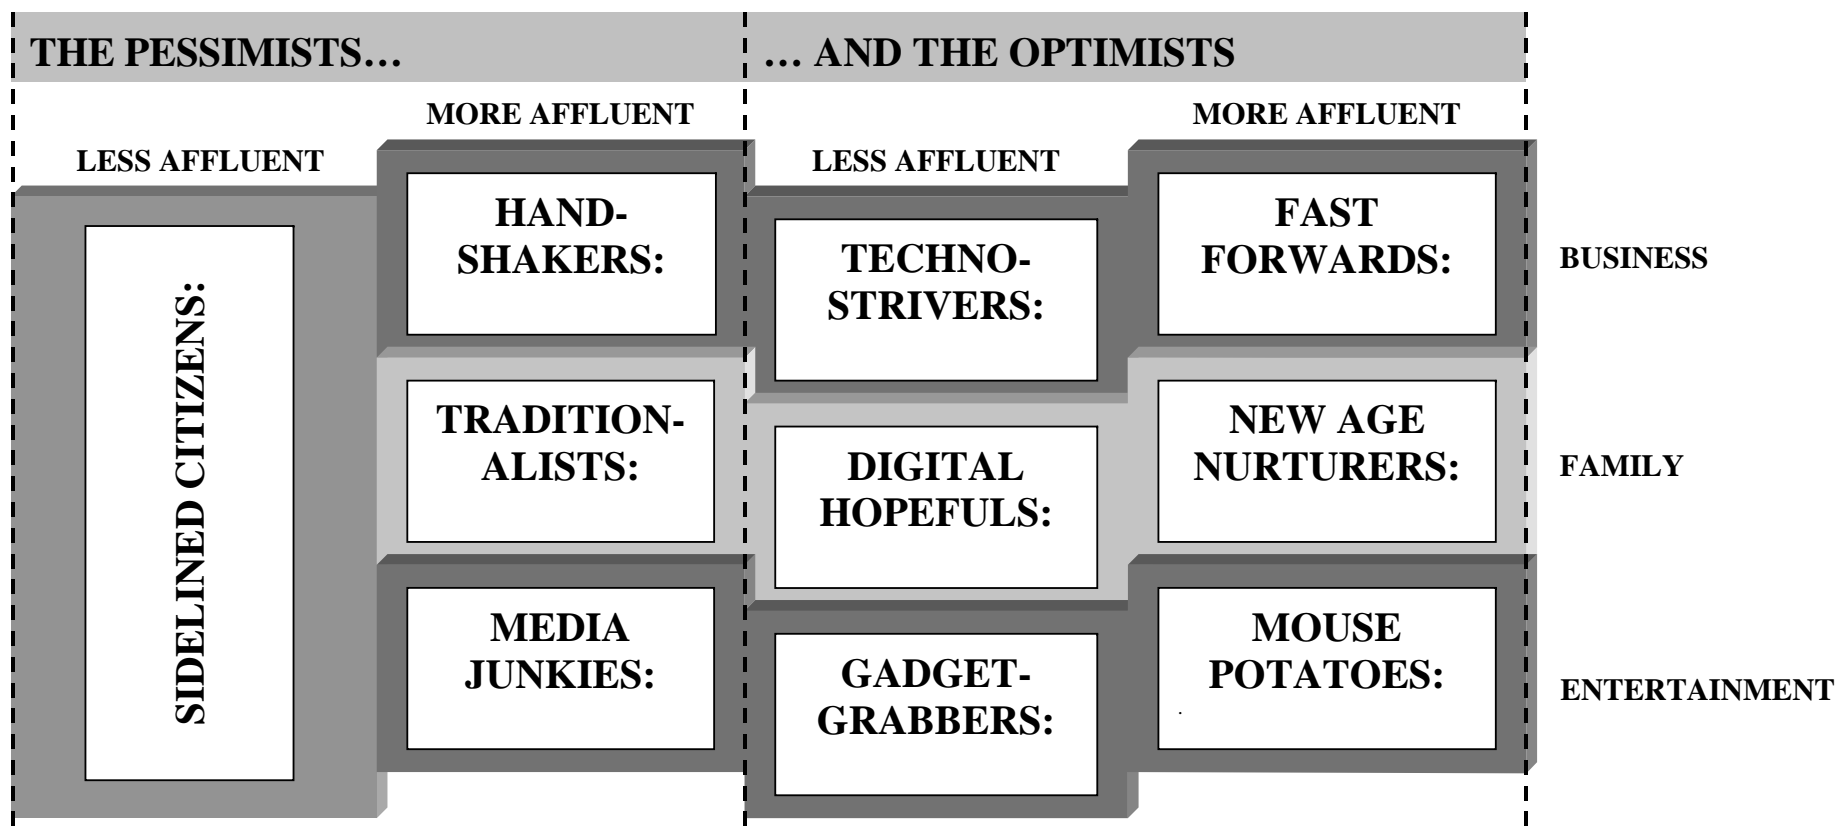 THE PESSIMISTS…
… AND THE OPTIMISTS
MORE AFFLUENT
MORE AFFLUENT
LESS AFFLUENT
LESS AFFLUENT
SIDELINED CITIZENS:
HAND-
SHAKERS:
TECHNO-
STRIVERS:
FAST
FORWARDS:
BUSINESS
TRADITION-
ALISTS:
DIGITAL
HOPEFULS:
NEW AGE
NURTURERS:
FAMILY
MEDIA
JUNKIES:
GADGET-
GRABBERS:
MOUSE
POTATOES:
.
ENTERTAINMENT